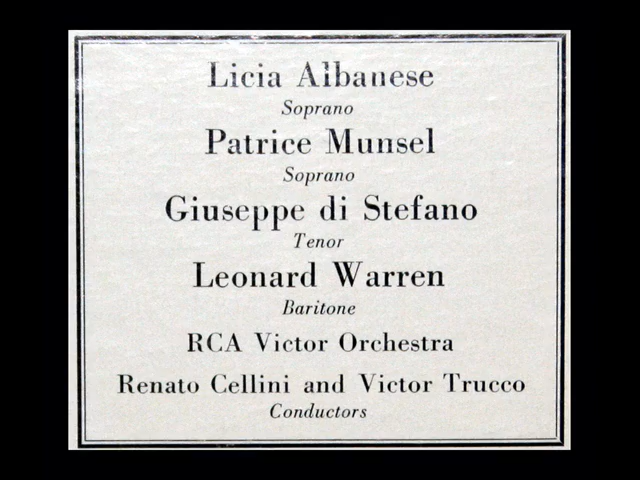 Licia Albanese
Soprano
Patrice Munsel
Soprano
Giuseppe di Stefano
Tenor
Leonard Warren
Baritone
RCA Victor Orchestra
Renato Cellini and Victor Trucco
Conductors